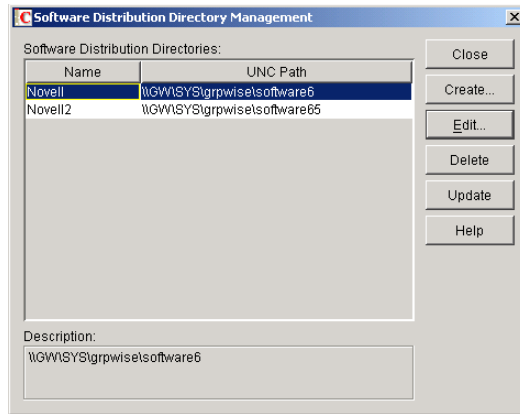 Software Distribution Directory Management
Software Distribution Directories:
Name UNC Path
Novell \\GW\SYS\grpwise\software6
Novell2 \\GW\SYS\grpwise\software65
Close
Create...
Edit...
Delete
Update
Help
Description:
\\GW\SYS\grpwise\software6